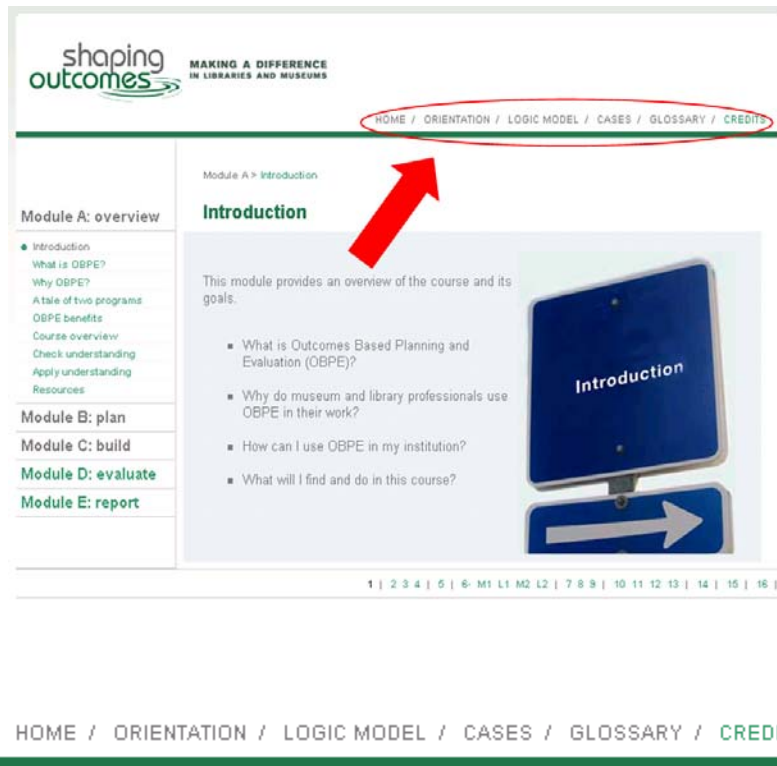 shaping
outcomes
MAKING A DIFFERENCE
IN LIBRARIES AND MUSEUMS
HOME / ORIENTATION / LOGIC MODEL / CASES / GLOSSARY / CREDITS
Module A > Introduction
Module A: overview
Introduction
What is OBPE?
Why OBPE?
A tale of two programs
OBPE benefits
Course overview
Check understanding
Apply understanding
Resources
Module B: plan
Module C: build
Module D: evaluate
Module E: report
Introduction
This module provides an overview of the course and its
goals.
What is Outcomes Based Planning and
Evaluation (OBPE)?
Why do museum and library professionals use
OBPE in their work?
How can I use OBPE in my institution?
What will I find and do in this course?
Introduction
1 | 2 3 4 | 5 | 6- M1 L1 M2 L2 | 7 8 9 | 10 11 12 13 | 14 | 15 | 16 |
HOME / ORIENTATION / LOGIC MODEL / CASES / GLOSSARY /